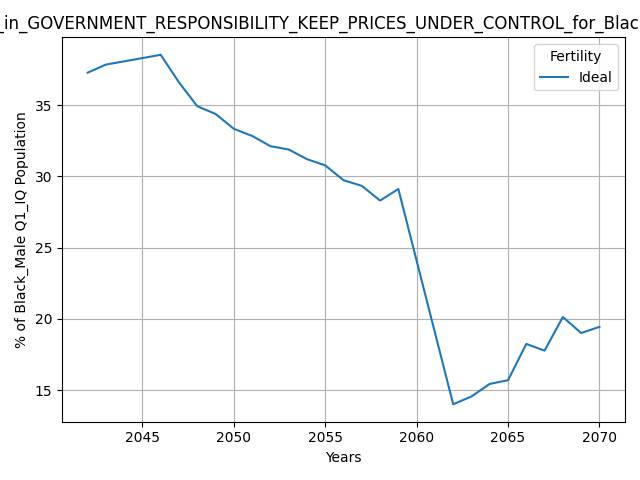 _in_GOVERNMENT_RESPONSIBILITY_KEEP_PRICES_UNDER_CONTROL_for_Blac
Fertility
Ideal
% of Black_Male Q1_IQ Population
35
30
25
20
15
2045 2050 2055 2060 2065 2070
Years